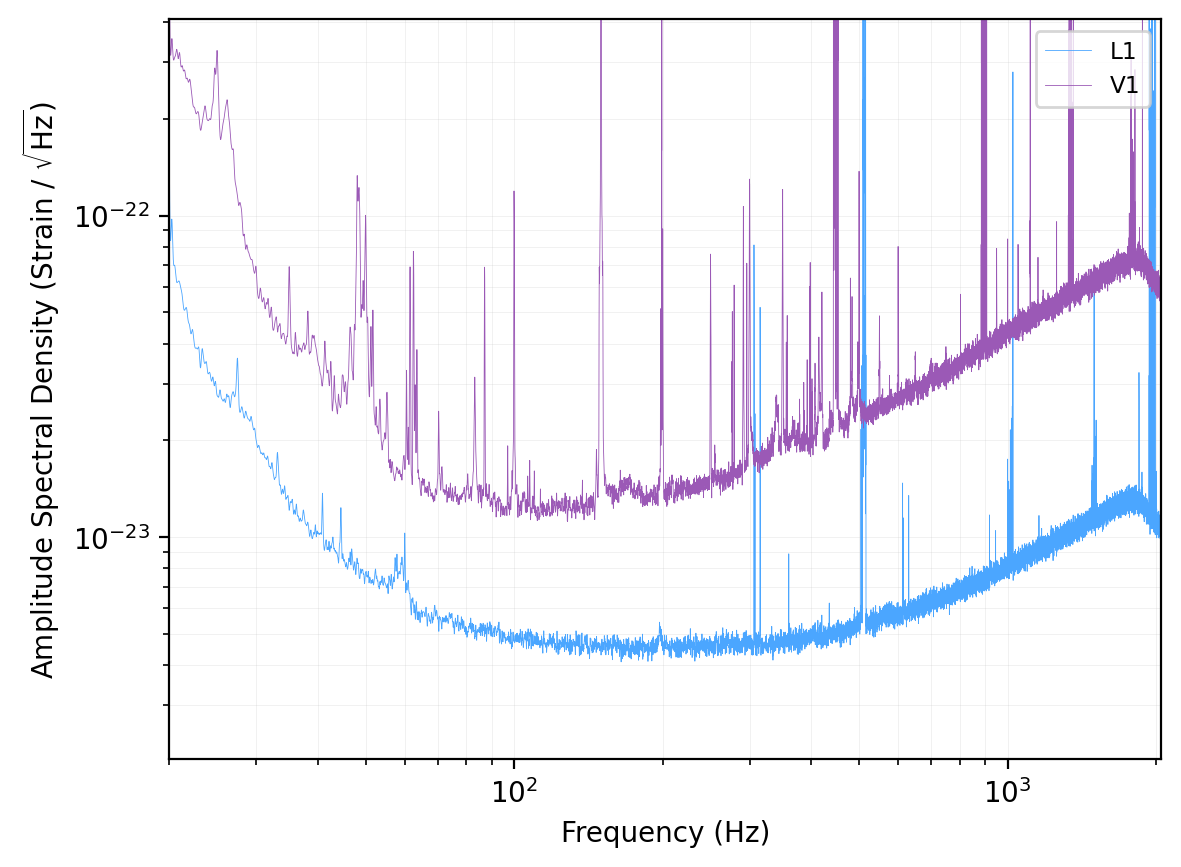 L1
V1
Amplitude Spectral Density (Strain / √Hz)
10⁻²²
10⁻²³
10²
10³
Frequency (Hz)